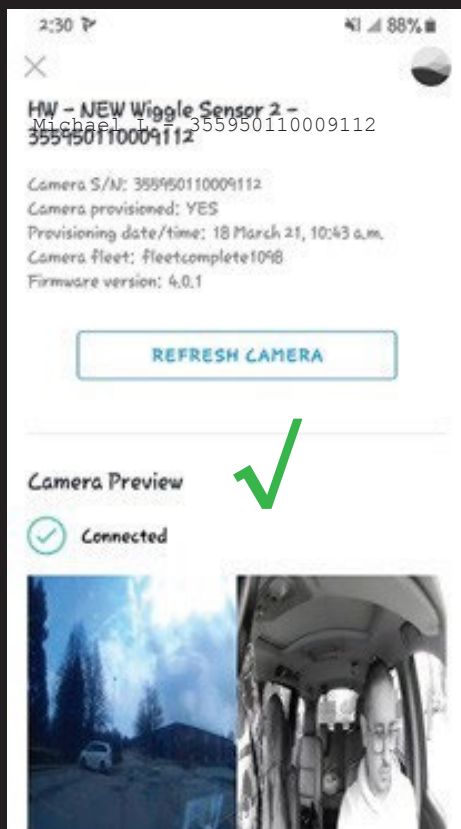 2:30 88%
HW - NEW Wiggle Sensor 2 -
Michael I - 355950110009112
355950110009112
Camera S/N: 355950110009112
Camera provisioned: YES
Provisioning date/time: 18 March 21, 10:43 a.m.
Camera fleet: fleetcomplete1098
Firmware version: 4.0.1
REFRESH CAMERA
Camera Preview
Connected